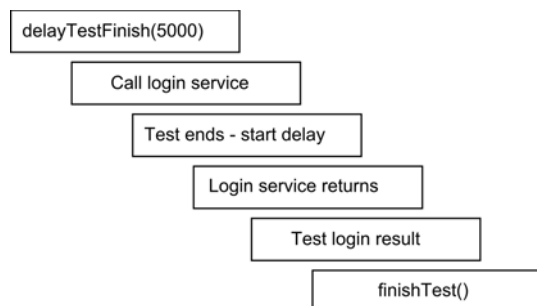 delayTestFinish(5000)
Call login service
Test ends - start delay
Login service returns
Test login result
finishTest()